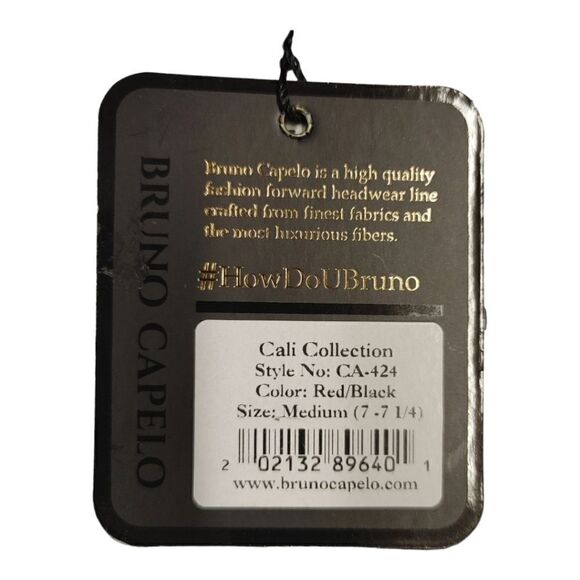 BRUNO CAPELO
Bruno Capelo is a high quality
fashion forward headwear line
crafted from finest fabrics and
the most luxurious fibers.
#HowDoUBruno
Cali Collection
Style No: CA-424
Color: Red/Black
Size: Medium (7 -7 1/4)
2 02132 89640 1
www.brunocapelo.com